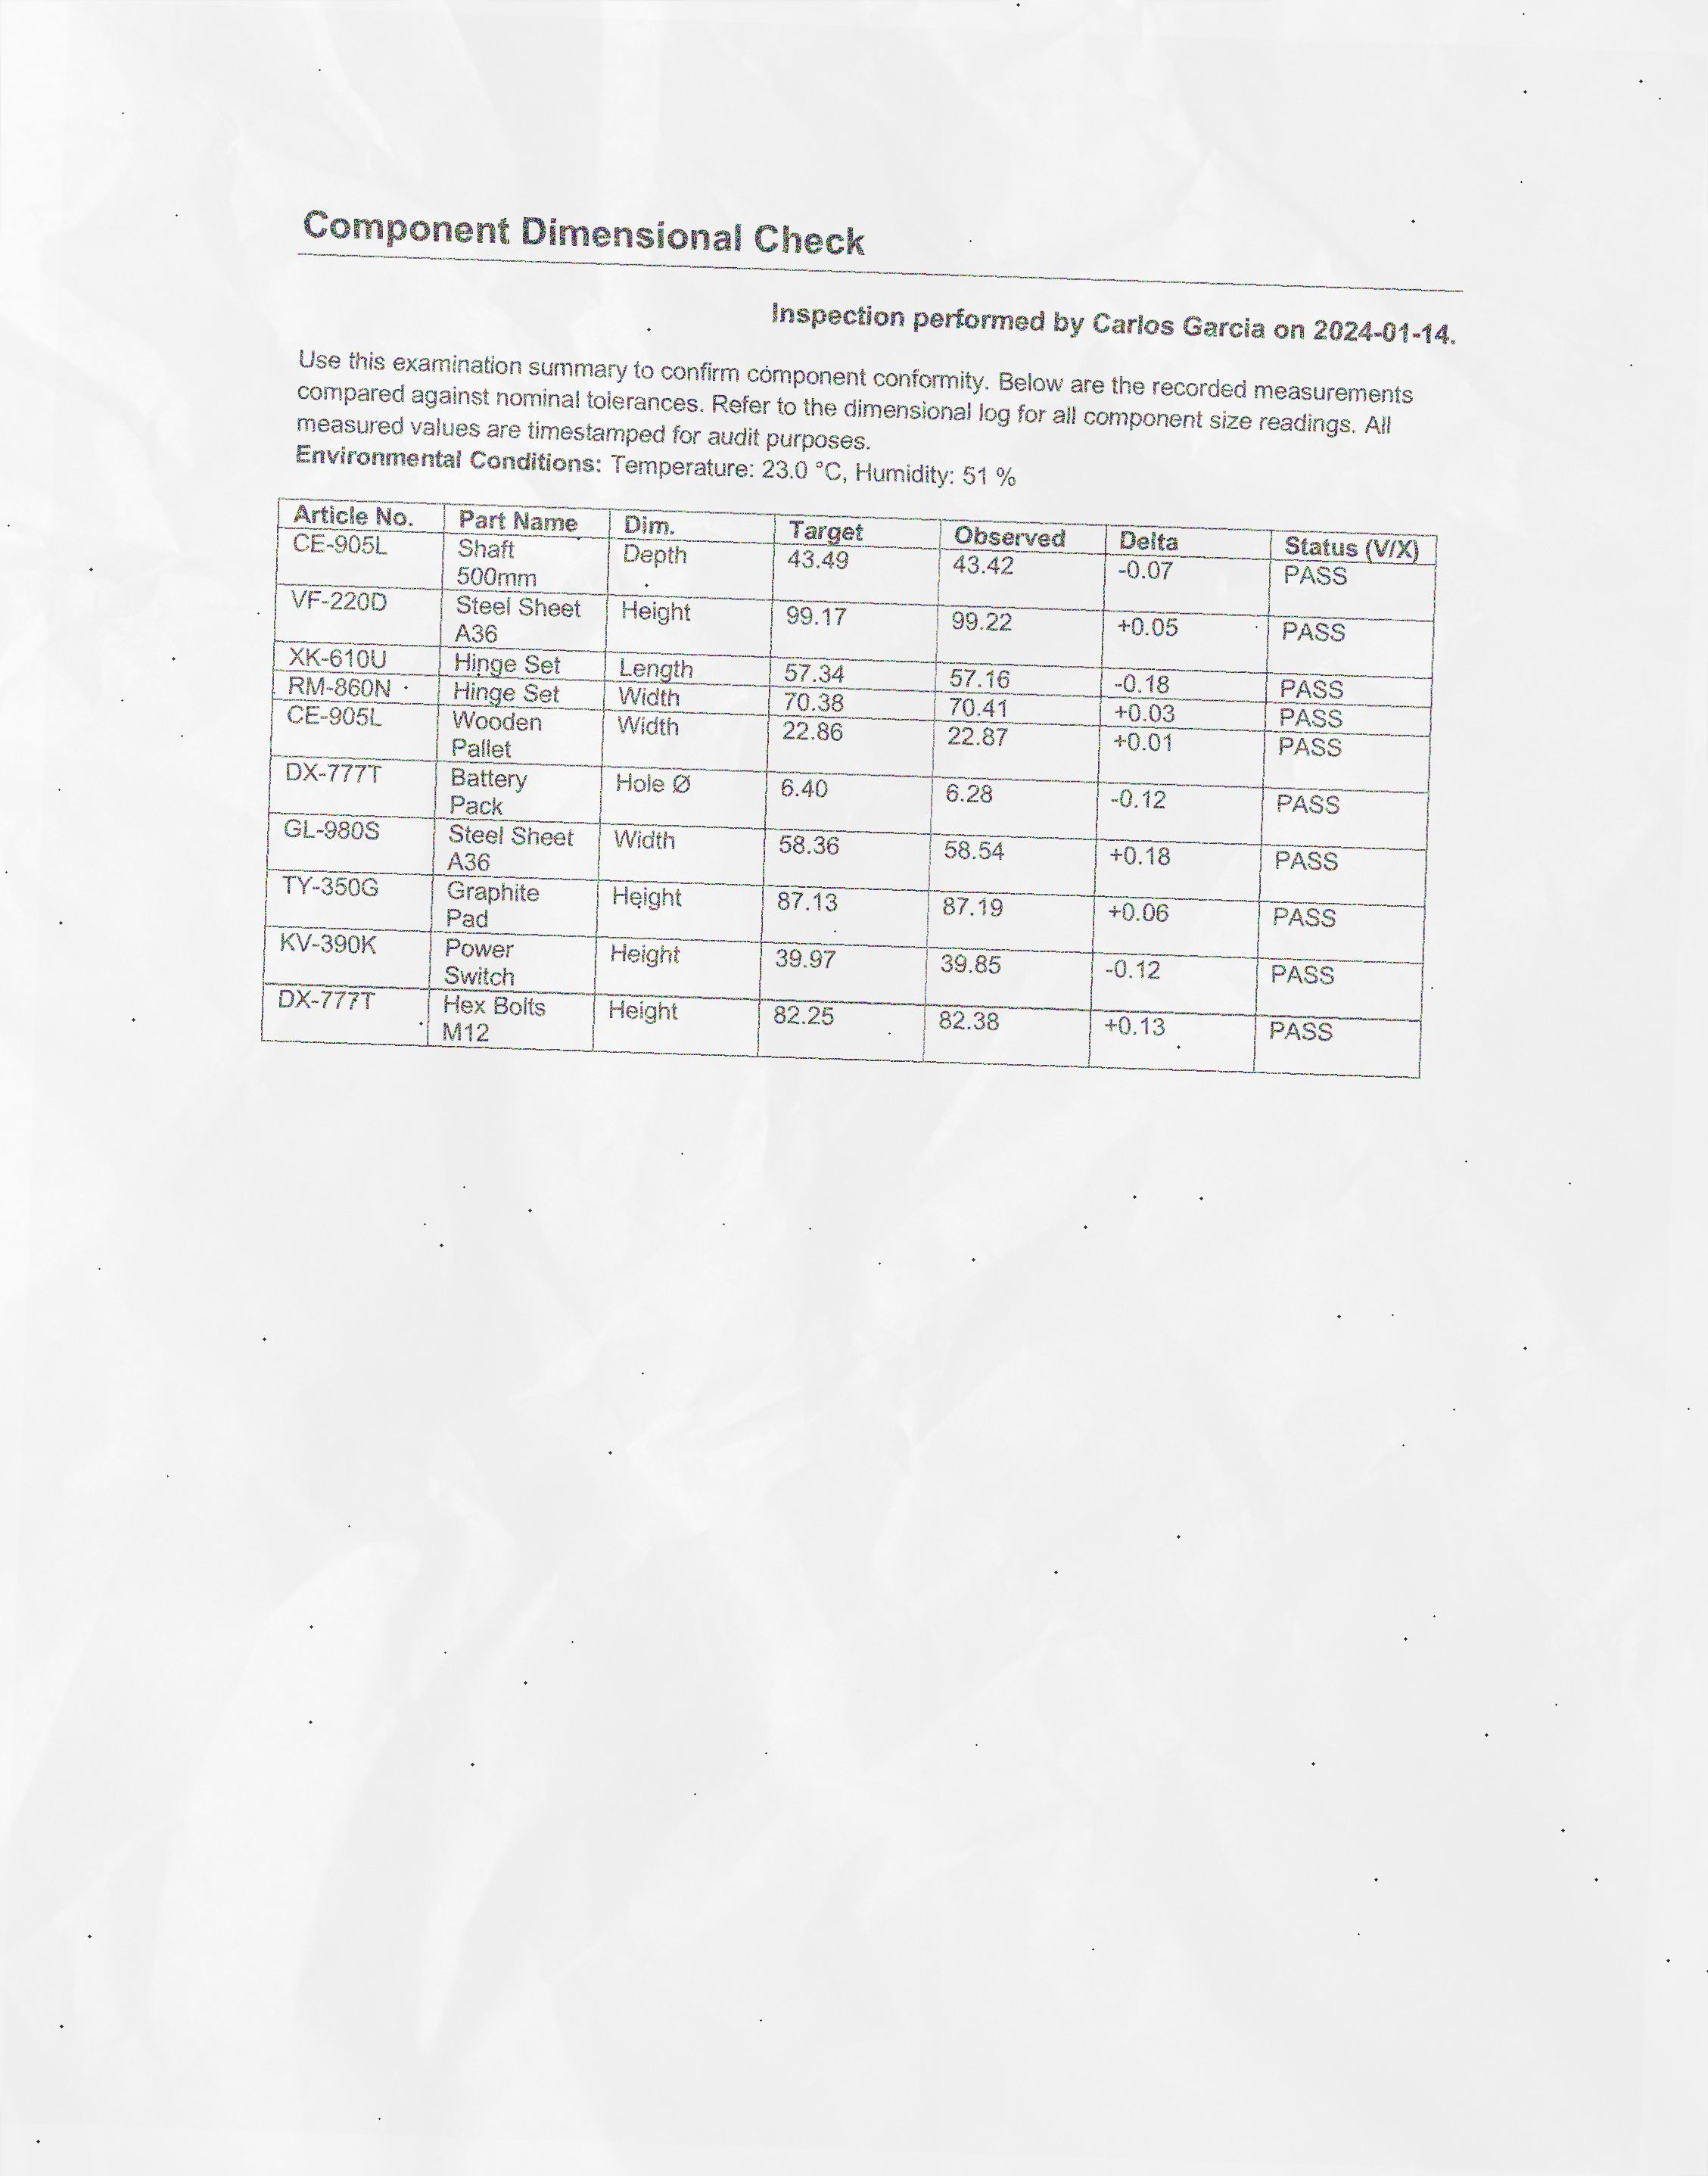 Component Dimensional Check
Inspection performed by Carlos Garcia on 2024-01-14.
Use this examination summary to confirm component conformity. Below are the recorded measurements
compared against nominal tolerances. Refer to the dimensional log for all component size readings. All
measured values are timestamped for audit purposes.
Environmental Conditions: Temperature: 23.0 °C, Humidity: 51 %
Article No. Part Name Dim. Target Observed Delta Status (V/X)
CE-905L Shaft Depth 43.49 43.42 -0.07 PASS
500mm
VF-220D Steel Sheet Height 99.17 99.22 +0.05 PASS
A36
XK-610U Hinge Set Length 57.34 57.16 -0.18 PASS
RM-860N Hinge Set Width 70.38 70.41 +0.03 PASS
CE-905L Wooden Width 22.86 22.87 +0.01 PASS
Pallet
DX-777T Battery Hole Ø 6.40 6.28 -0.12 PASS
Pack
GL-980S Steel Sheet Width 58.36 58.54 +0.18 PASS
A36
TY-350G Graphite Height 87.13 87.19 +0.06 PASS
Pad
KV-390K Power Height 39.97 39.85 -0.12 PASS
Switch
DX-777T Hex Bolts Height 82.25 82.38 +0.13 PASS
M12